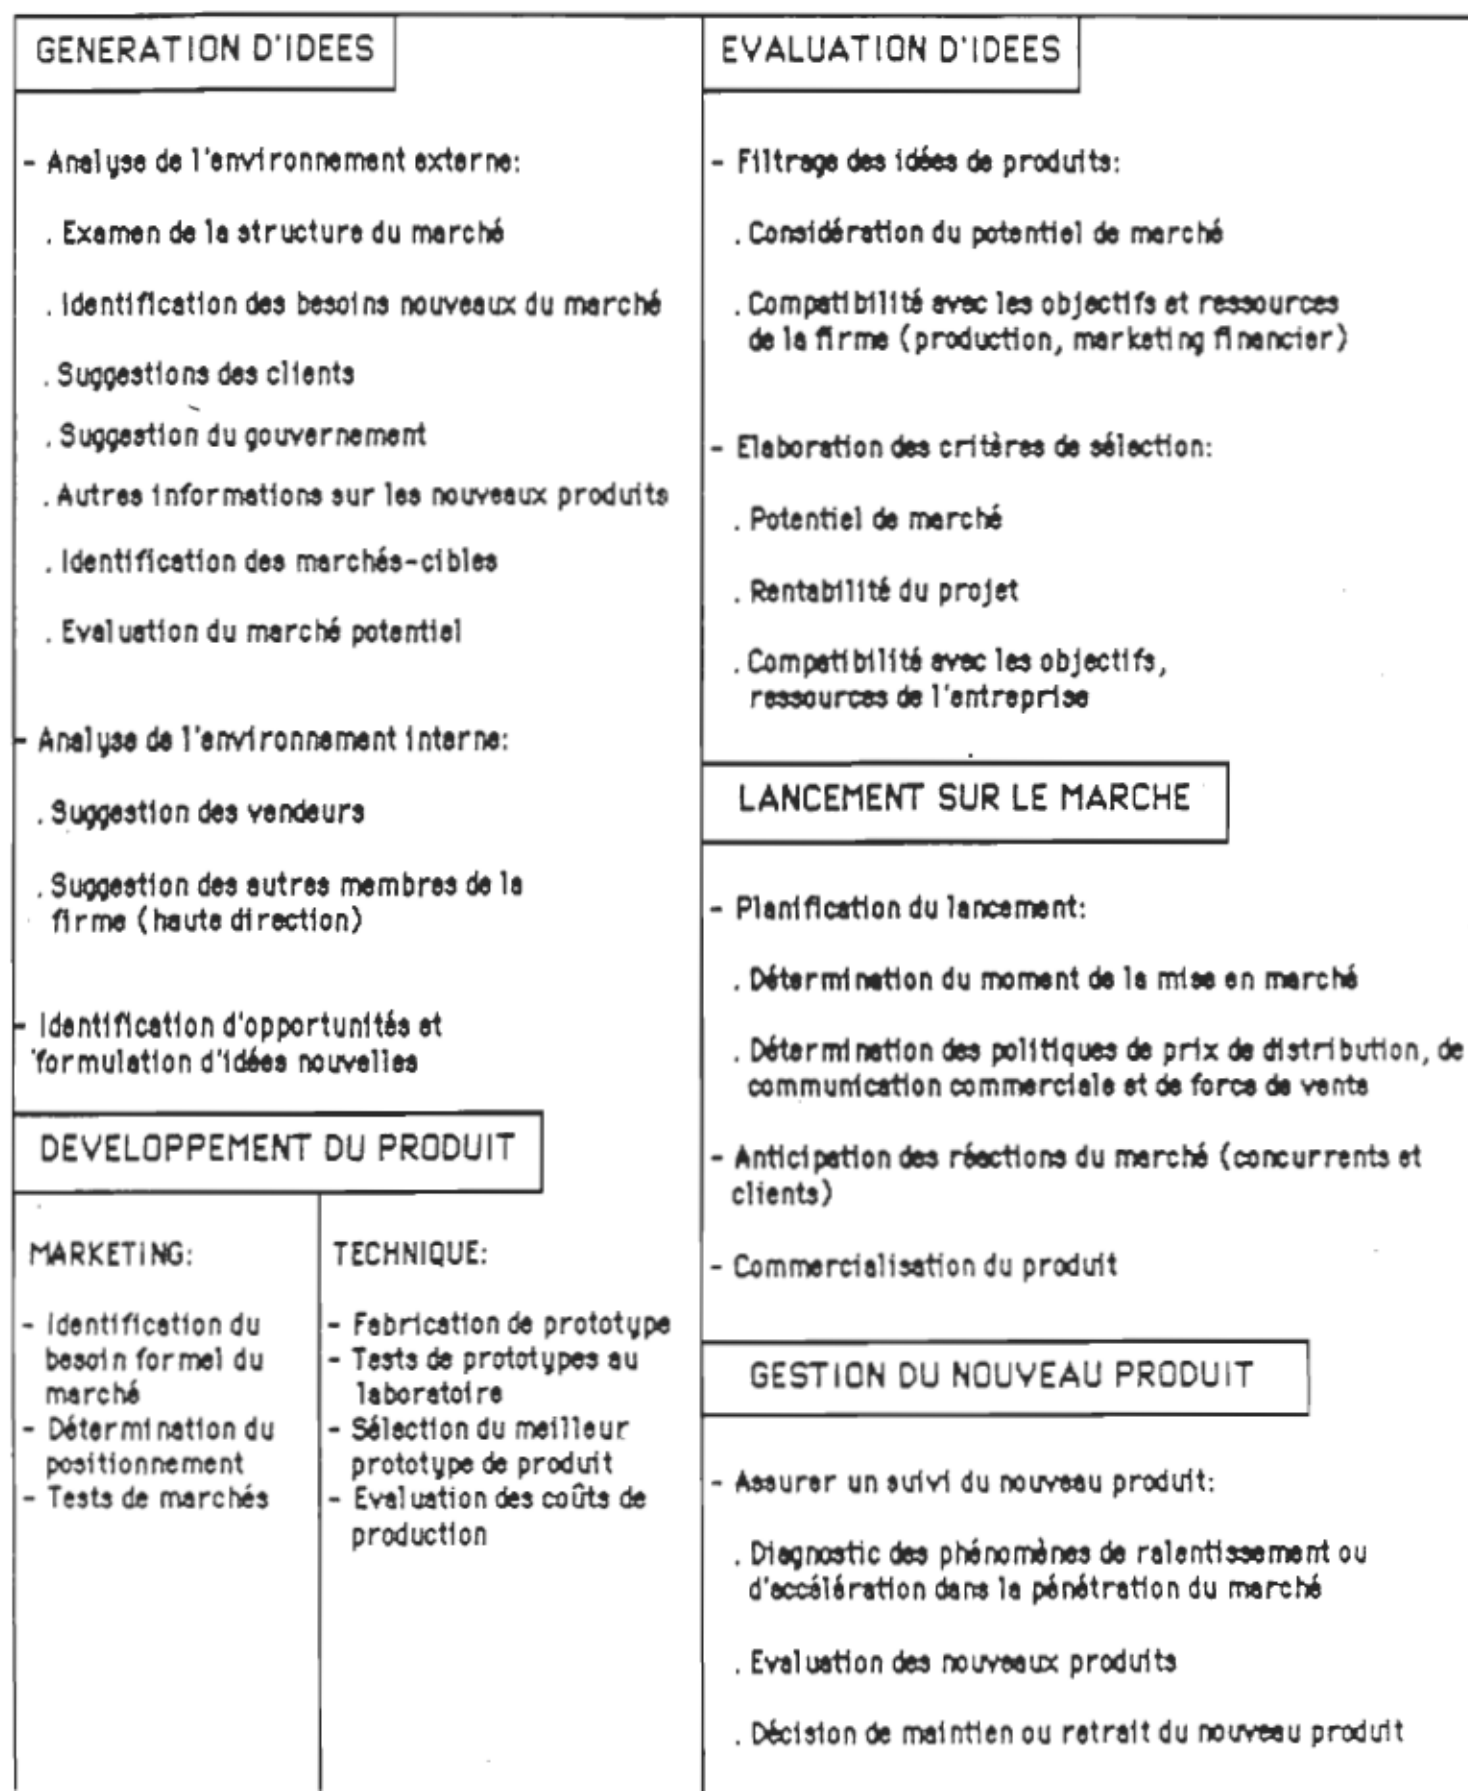 GENERATION D'IDEES
- Analyse de l'environnement externe:
. Examen de la structure du marché
. Identification des besoins nouveaux du marché
. Suggestions des clients
. Suggestion du gouvernement
. Autres informations sur les nouveaux produits
. Identification des marchés-cibles
. Evaluation du marché potentiel
- Analyse de l'environnement interne:
. Suggestion des vendeurs
. Suggestion des autres membres de la
firme (haute direction)
- Identification d'opportunités et
formulation d'idées nouvelles
DEVELOPPEMENT DU PRODUIT
MARKETING:
- Identification du
besoin formel du
marché
- Détermination du
positionnement
- Tests de marchés
TECHNIQUE:
- Fabrication de prototype
- Tests de prototypes au
laboratoire
- Sélection du meilleur
prototype de produit
- Evaluation des coûts de
production
EVALUATION D'IDEES
- Filtrage des idées de produits:
. Considération du potentiel de marché
. Compatibilité avec les objectifs et ressources
de la firme (production, marketing financier)
- Elaboration des critères de sélection:
. Potentiel de marché
. Rentabilité du projet
. Compatibilité avec les objectifs,
ressources de l'entreprise
LANCEMENT SUR LE MARCHE
- Planification du lancement:
. Détermination du moment de la mise en marché
. Détermination des politiques de prix de distribution, de
communication commerciale et de force de vente
- Anticipation des réactions du marché (concurrents et
clients)
- Commercialisation du produit
GESTION DU NOUVEAU PRODUIT
- Assurer un suivi du nouveau produit:
. Diagnostic des phénomènes de ralentissement ou
d'accélération dans la pénétration du marché
. Evaluation des nouveaux produits
. Décision de maintien ou retrait du nouveau produit